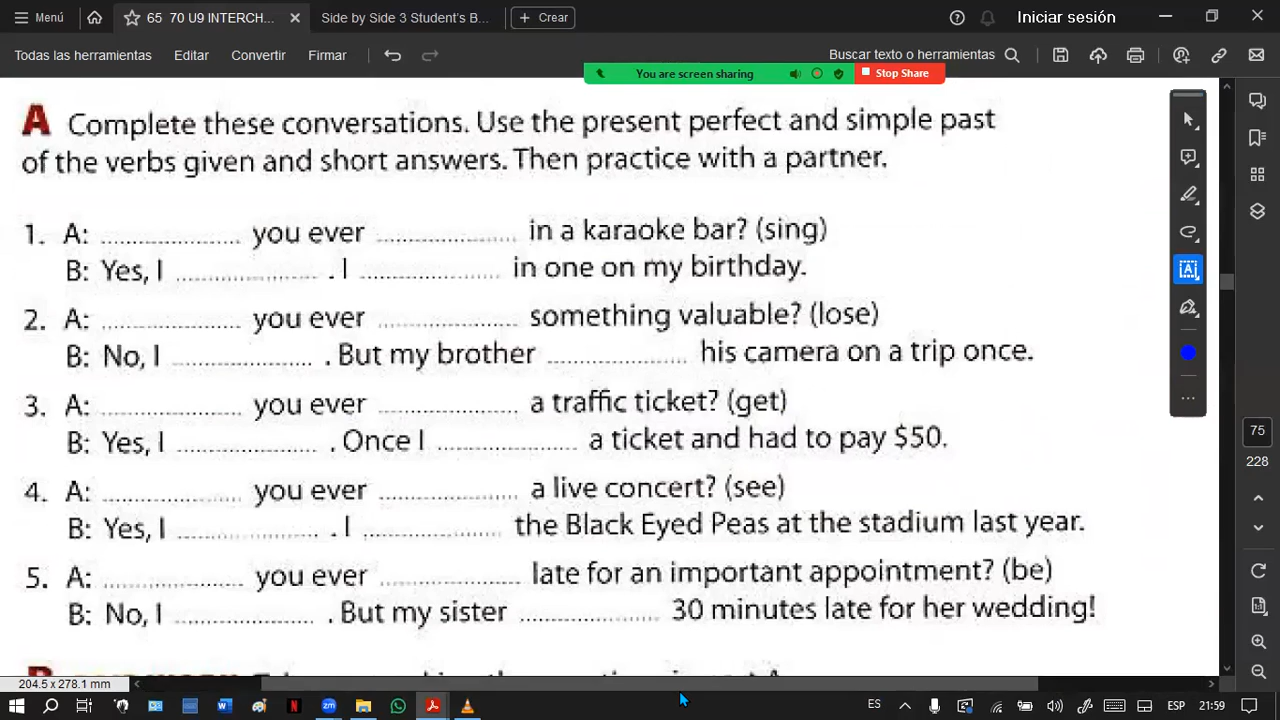 Menú
65 70 U9 INTERCH...
Side by Side 3 Student's B...
Crear
Iniciar sesión
Todas las herramientas
Editar
Convertir
Firmar
Buscar texto o herramientas
You are screen sharing
Stop Share
A Complete these conversations. Use the present perfect and simple past
of the verbs given and short answers. Then practice with a partner.
1. A: ........................ you ever ........................ in a karaoke bar? (sing)
B: Yes, I ........................ . I ........................ in one on my birthday.
2. A: ........................ you ever ........................ something valuable? (lose)
B: No, I ........................ . But my brother ........................ his camera on a trip once.
3. A: ........................ you ever ........................ a traffic ticket? (get)
B: Yes, I ........................ . Once I ........................ a ticket and had to pay $50.
4. A: ........................ you ever ........................ a live concert? (see)
B: Yes, I ........................ . I ........................ the Black Eyed Peas at the stadium last year.
5. A: ........................ you ever ........................ late for an important appointment? (be)
B: No, I ........................ . But my sister ........................ 30 minutes late for her wedding!
75
228
204.5 x 278.1 mm
ES
ESP
21:59